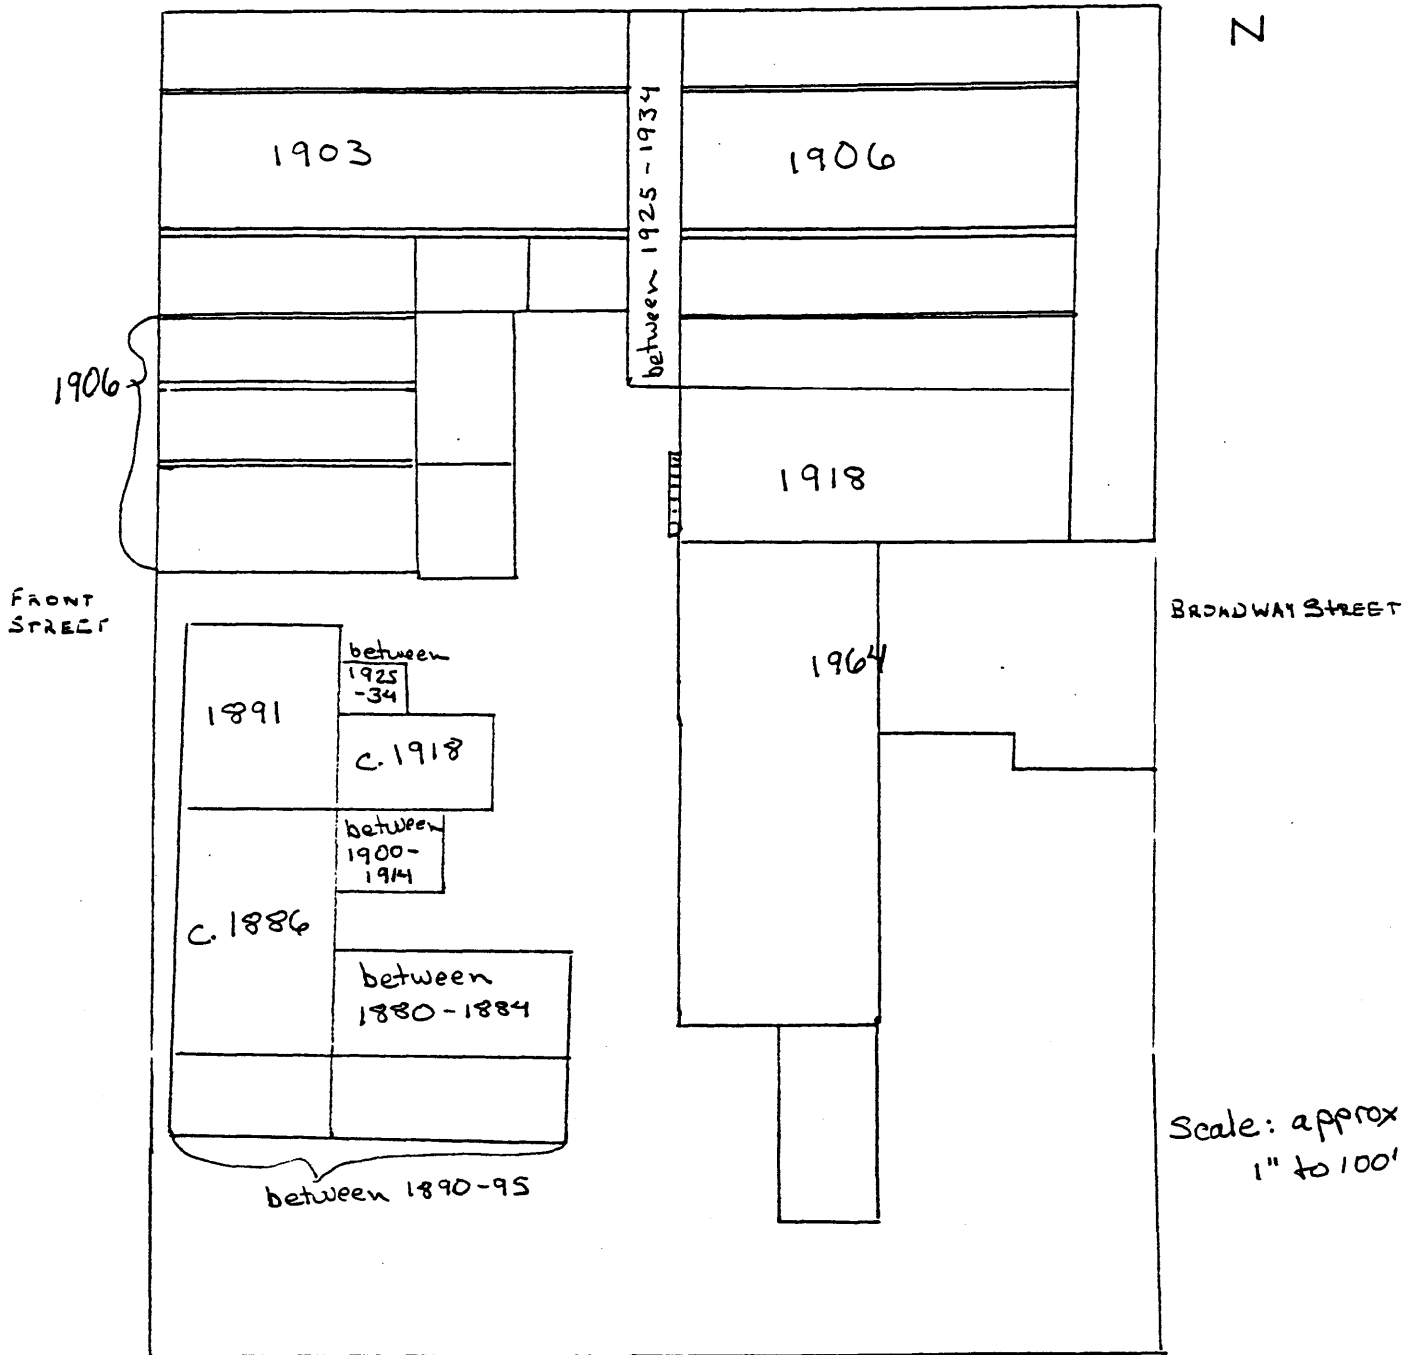 N
1903
between 1925-1934
1906
1906
1918
FRONT
STREET
BROADWAY STREET
between
1925
-34
1964
1891
c. 1918
between
1900-
1914
c. 1886
between
1880-1884
Scale: approx
1" to 100'
between 1890-95